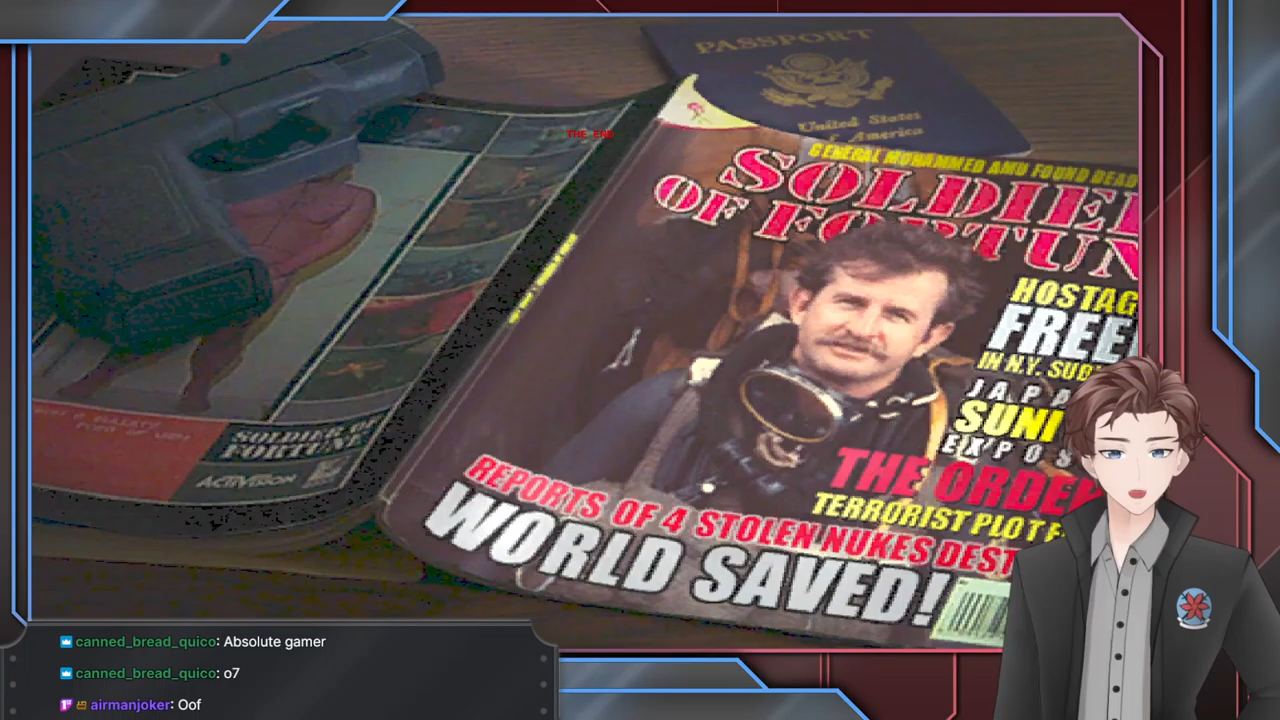 PASSPORT
United States
of America
THE END
GENERAL MUHAMMED AMU FOUND DEAD
SOLDIER
OF FORTUN
HOSTAG
FREE
IN N.Y. SUB
JAPA
SUNI
EXPOS
THE ORDER
TERRORIST PLOT F
REPORTS OF 4 STOLEN NUKES DEST
WORLD SAVED!
SOLDIER OF
FORTUNE
ACTIVISION
canned_bread_quico: Absolute gamer
canned_bread_quico: o7
airmanjoker: Oof